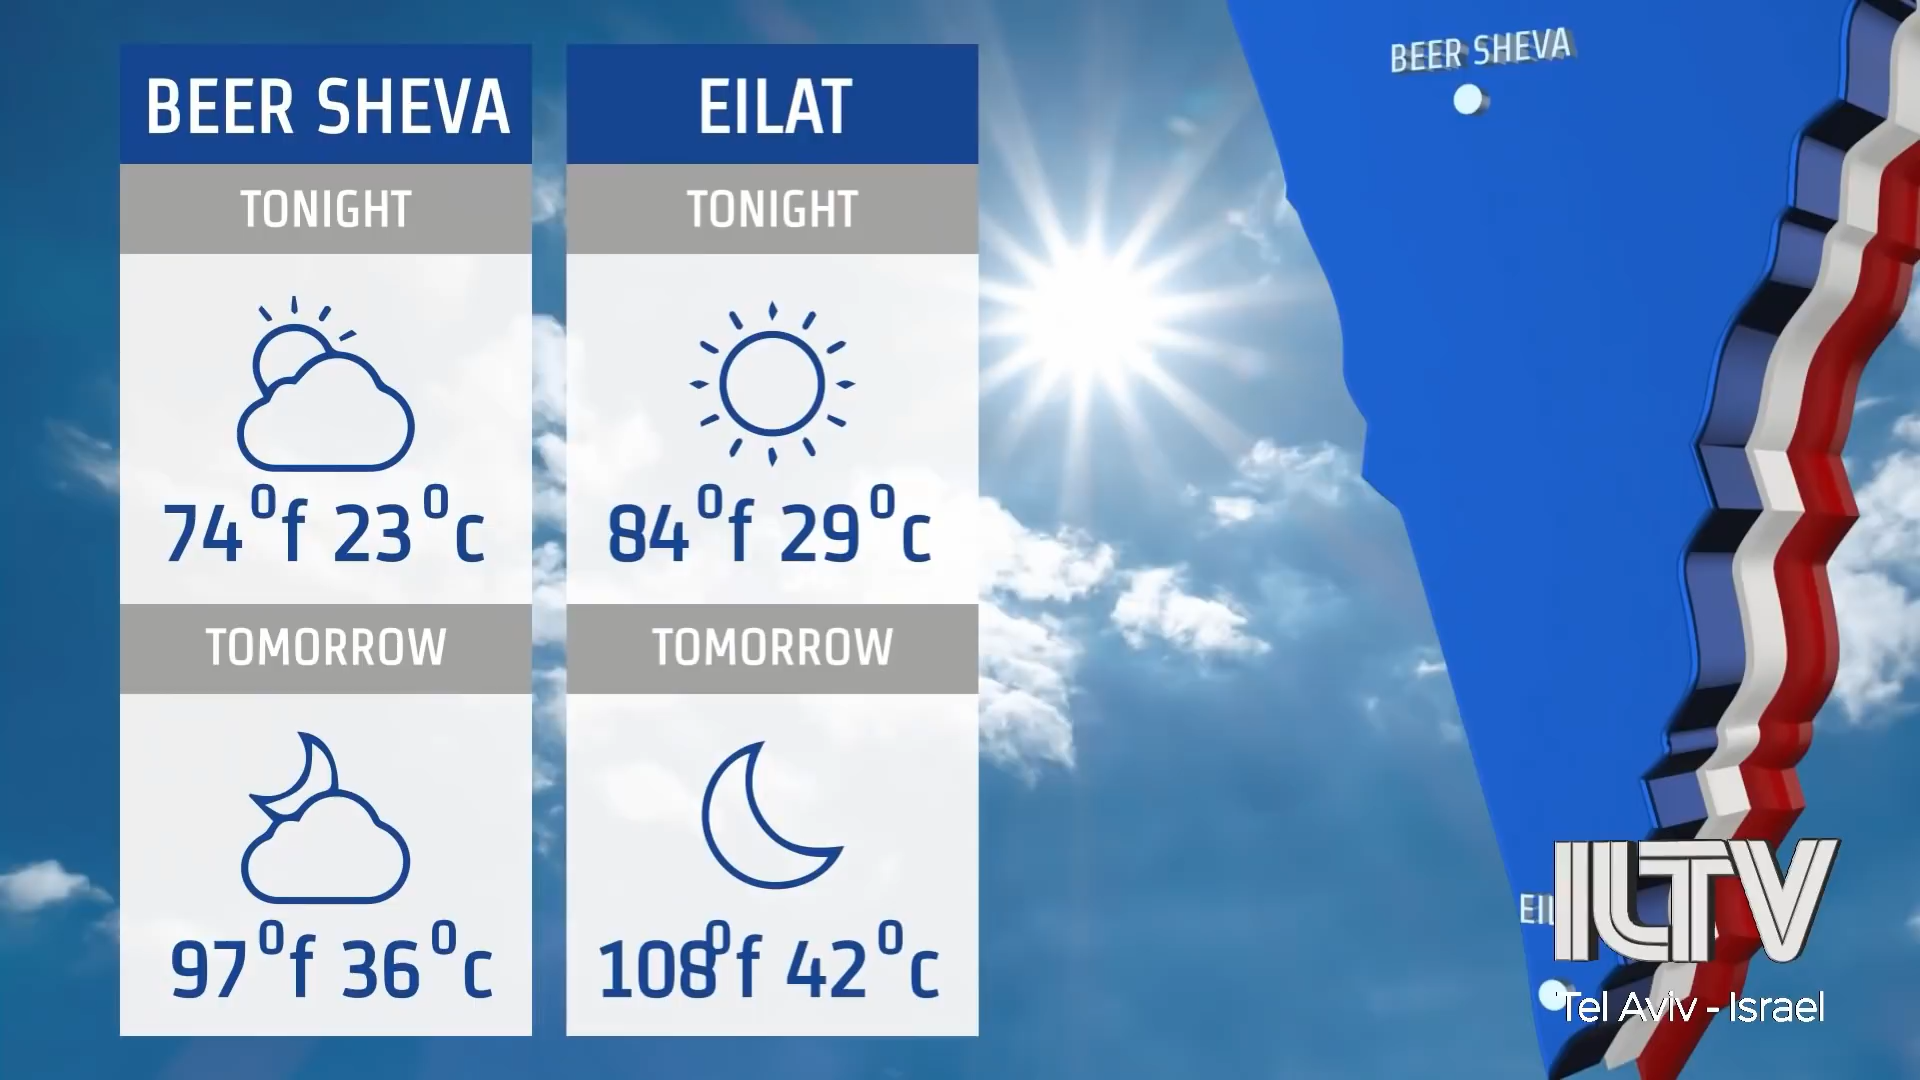 BEER SHEVA
TONIGHT
74°f 23°c
TOMORROW
97°f 36°c
EILAT
TONIGHT
84°f 29°c
TOMORROW
108°f 42°c
BEER SHEVA
ILTV
Tel Aviv - Israel